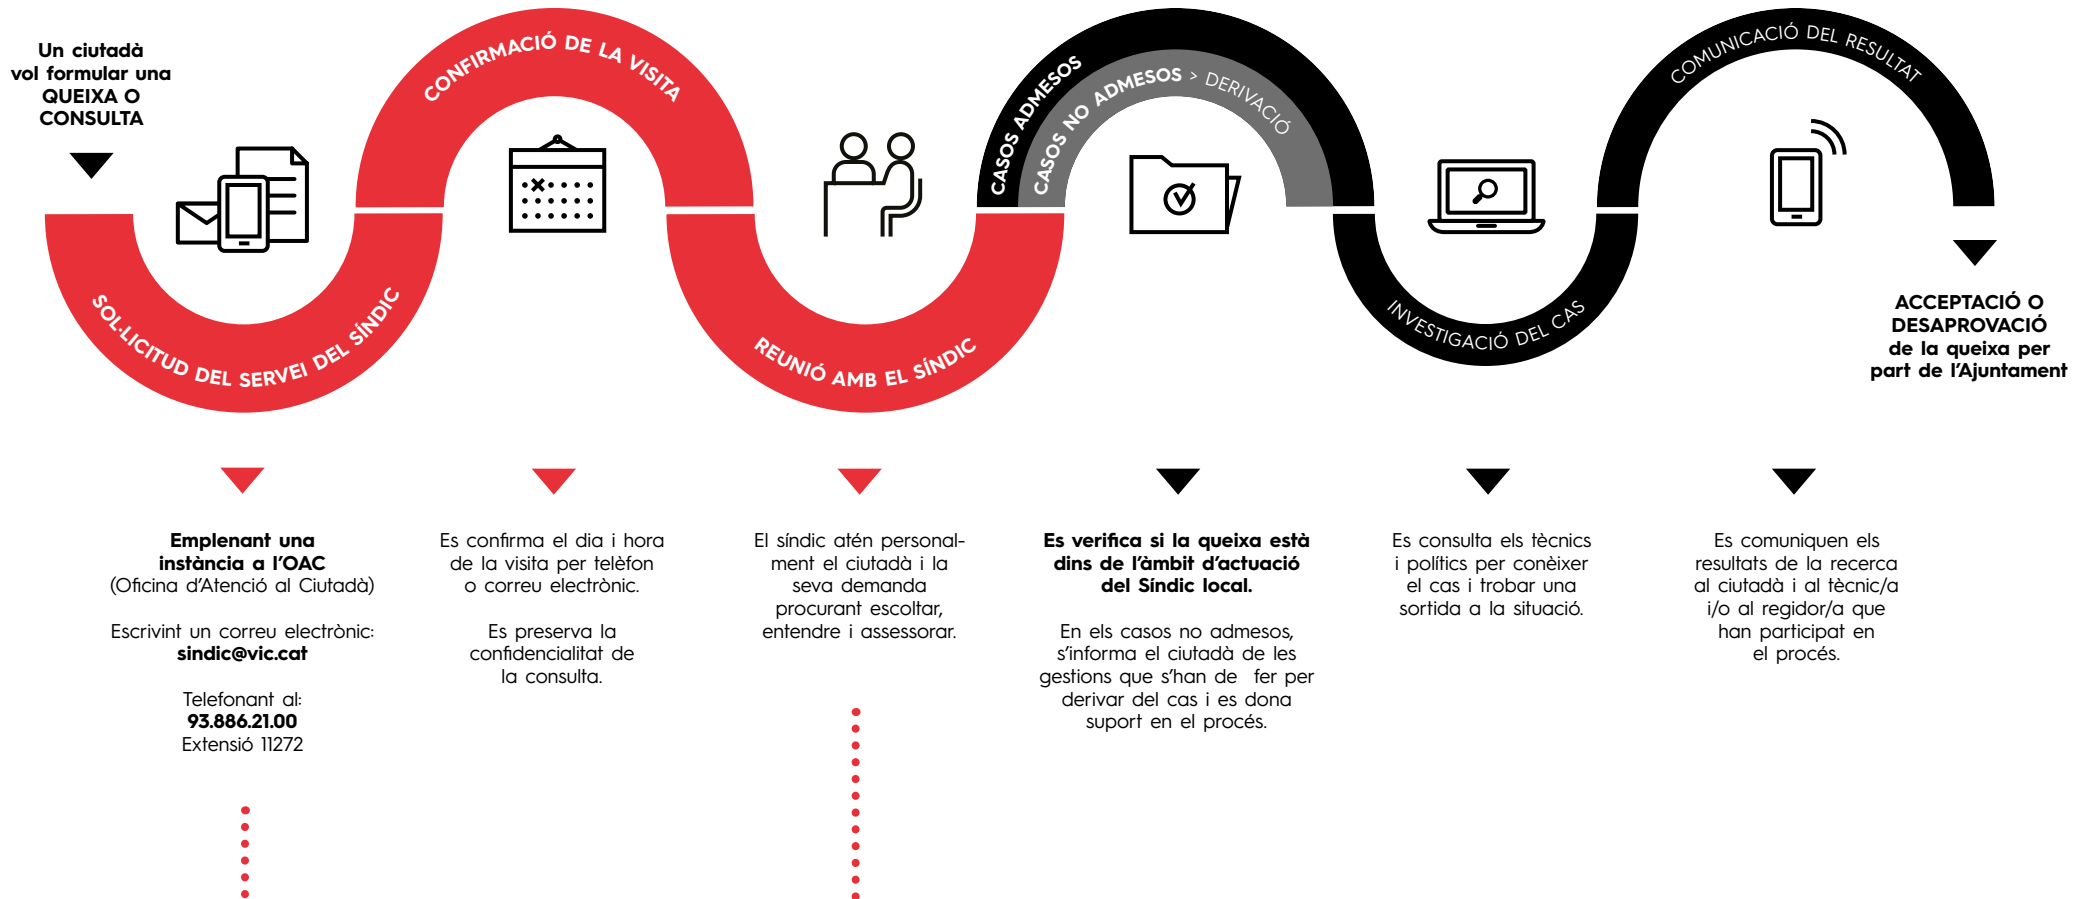 Un ciutadà
vol formular una
QUEIXA O
CONSULTA
SOL·LICITUD DEL SERVEI DEL SÍNDIC
CONFIRMACIÓ DE LA VISITA
REUNIÓ AMB EL SÍNDIC
CASOS ADMESOS
CASOS NO ADMESOS > DERIVACIÓ
INVESTIGACIÓ DEL CAS
COMUNICACIÓ DEL RESULTAT
ACCEPTACIÓ O
DESAPROVACIÓ
de la queixa per
part de l’Ajuntament
Emplenant una
instància a l’OAC
(Oficina d’Atenció al Ciutadà)
Escrivint un correu electrònic:
sindic@vic.cat
Telefonant al:
93.886.21.00
Extensió 11272
Es confirma el dia i hora
de la visita per telèfon
o correu electrònic.
Es preserva la
confidencialitat de
la consulta.
El síndic atén personal-
ment el ciutadà i la
seva demanda
procurant escoltar,
entendre i assessorar.
Es verifica si la queixa està
dins de l’àmbit d’actuació
del Síndic local.
En els casos no admesos,
s’informa el ciutadà de les
gestions que s’han de fer per
derivar del cas i es dona
suport en el procés.
Es consulta els tècnics
i polítics per conèixer
el cas i trobar una
sortida a la situació.
Es comuniquen els
resultats de la recerca
al ciutadà i al tècnic/a
i/o al regidor/a que
han participat en
el procés.